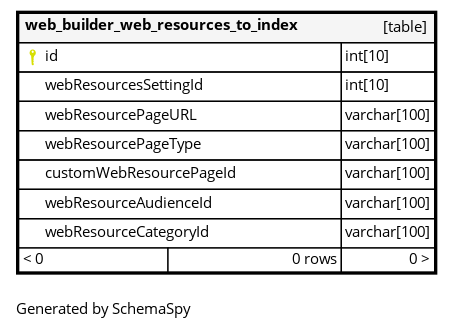 web_builder_web_resources_to_index [table]
id int[10]
webResourcesSettingId int[10]
webResourcePageURL varchar[100]
webResourcePageType varchar[100]
customWebResourcePageId varchar[100]
webResourceAudienceId varchar[100]
webResourceCategoryId varchar[100]
< 0 0 rows 0 >
Generated by SchemaSpy